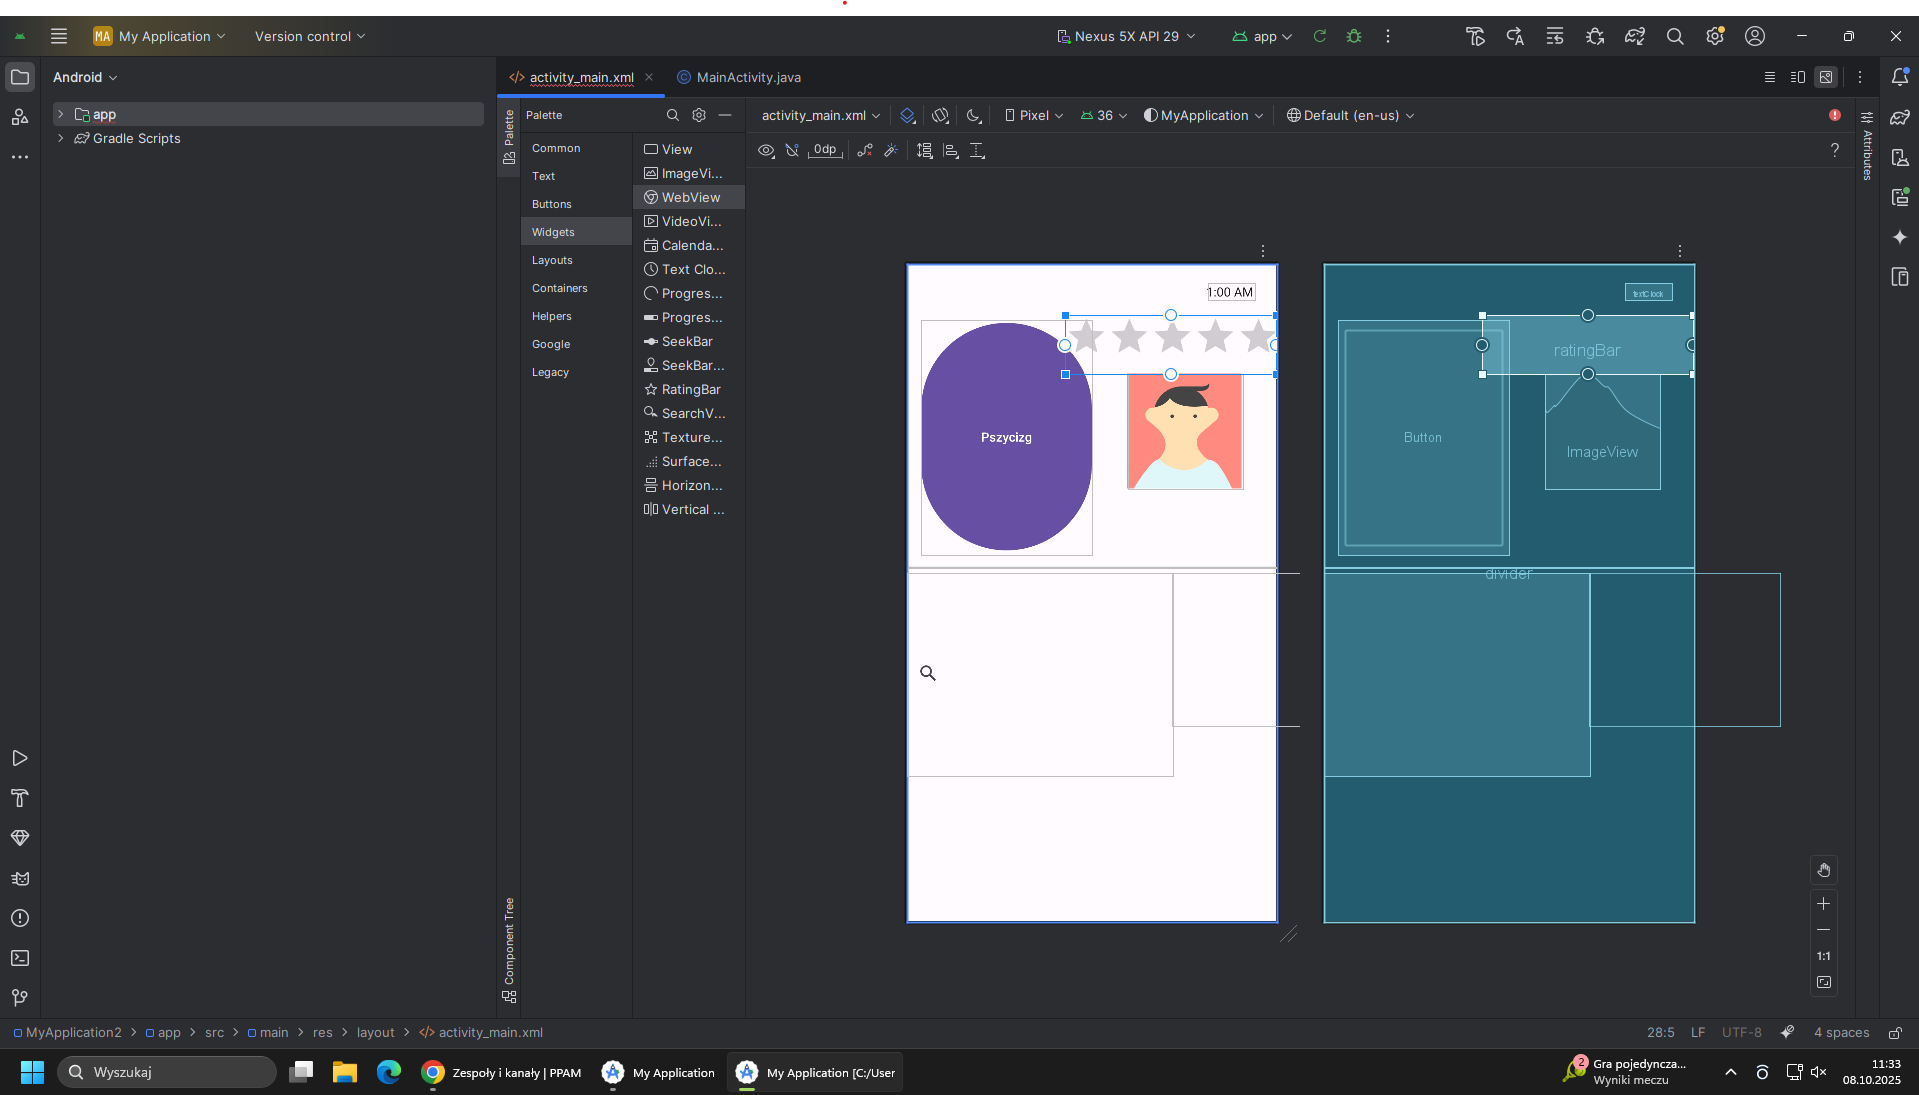 MA My Application
Version control
Nexus 5X API 29
app
Android
activity_main.xml
MainActivity.java
app
Gradle Scripts
Palette
Palette
Common
Text
Buttons
Widgets
Layouts
Containers
Helpers
Google
Legacy
View
ImageVi...
WebView
VideoVi...
Calenda...
Text Clo...
Progres...
Progres...
SeekBar
SeekBar...
RatingBar
SearchV...
Texture...
Surface...
Horizon...
Vertical ...
Component Tree
activity_main.xml
Pixel
36
MyApplication
Default (en-us)
0dp
?
Attributes
1:00 AM
Pszycizg
textClock
ratingBar
Button
ImageView
divider
1:1
MyApplication2 > app > src > main > res > layout > activity_main.xml
28:5 LF UTF-8 4 spaces
Wyszukaj
Zespoły i kanały | PPAM
My Application
My Application [C:/User
2
Gra pojedyncza...
Wyniki meczu
11:33
08.10.2025